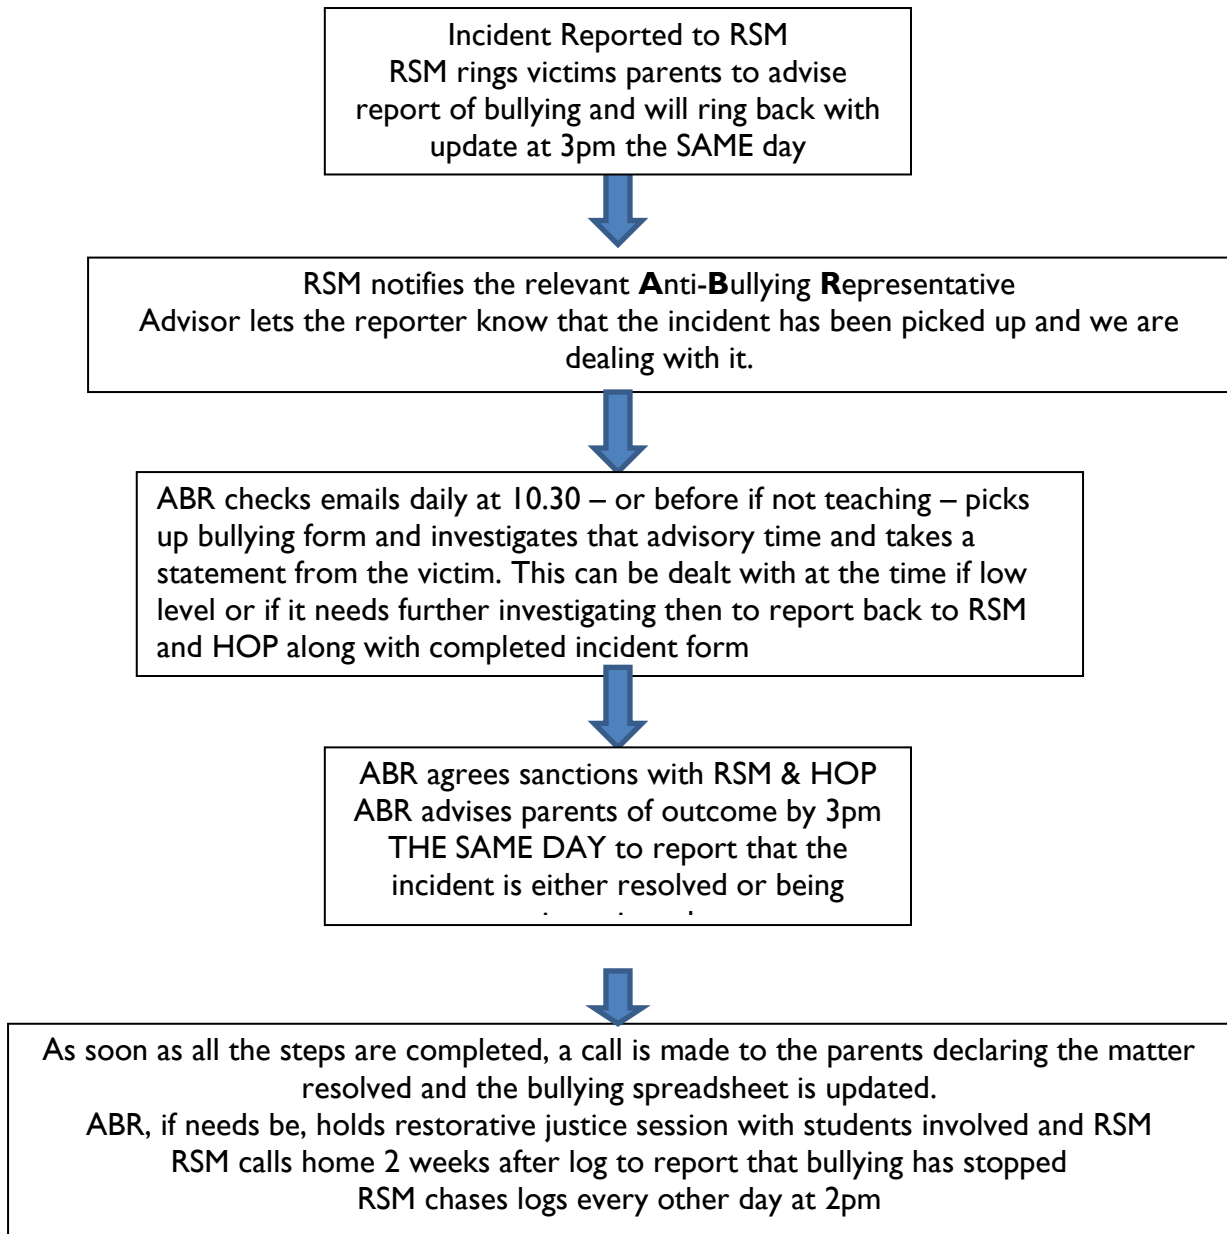 Incident Reported to RSM
RSM rings victims parents to advise
report of bullying and will ring back with
update at 3pm the SAME day
RSM notifies the relevant Anti-Bullying Representative
Advisor lets the reporter know that the incident has been picked up and we are
dealing with it.
ABR checks emails daily at 10.30 – or before if not teaching – picks
up bullying form and investigates that advisory time and takes a
statement from the victim. This can be dealt with at the time if low
level or if it needs further investigating then to report back to RSM
and HOP along with completed incident form
ABR agrees sanctions with RSM & HOP
ABR advises parents of outcome by 3pm
THE SAME DAY to report that the
incident is either resolved or being
As soon as all the steps are completed, a call is made to the parents declaring the matter
resolved and the bullying spreadsheet is updated.
ABR, if needs be, holds restorative justice session with students involved and RSM
RSM calls home 2 weeks after log to report that bullying has stopped
RSM chases logs every other day at 2pm